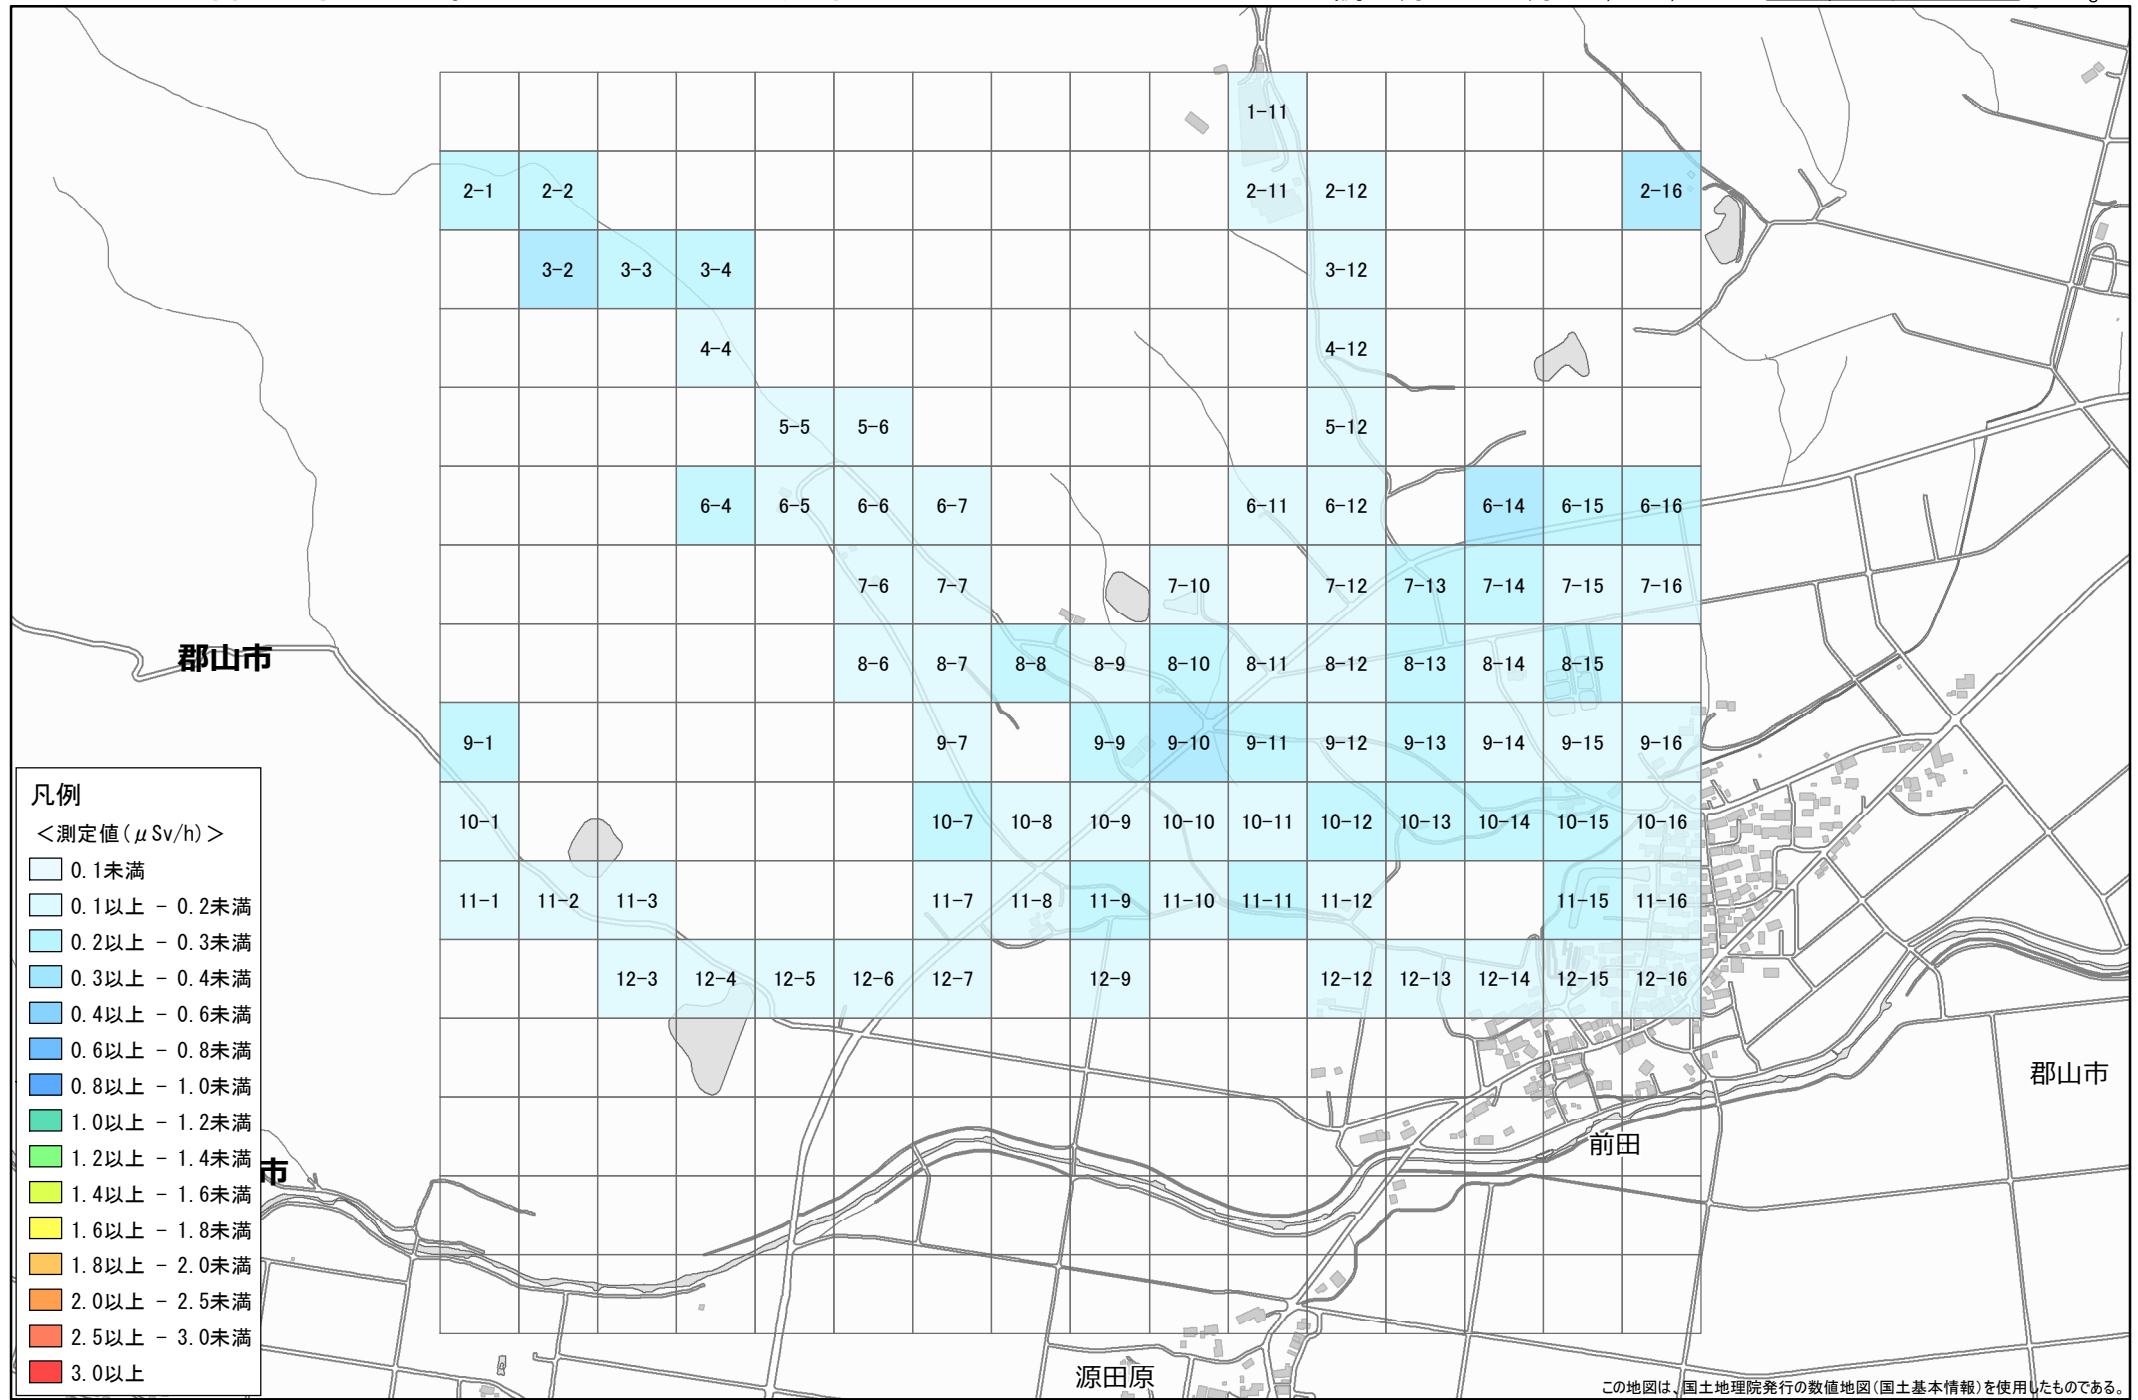 1-11
2-1 2-2 2-11 2-12 2-16
3-2 3-3 3-4 3-12
4-4 4-12
5-5 5-6 5-12
6-4 6-5 6-6 6-7 6-11 6-12 6-14 6-15 6-16
7-6 7-7 7-10 7-12 7-13 7-14 7-15 7-16
郡山市
8-6 8-7 8-8 8-9 8-10 8-11 8-12 8-13 8-14 8-15
9-1 9-7 9-9 9-10 9-11 9-12 9-13 9-14 9-15 9-16
10-1 10-7 10-8 10-9 10-10 10-11 10-12 10-13 10-14 10-15 10-16
11-1 11-2 11-3 11-7 11-8 11-9 11-10 11-11 11-12 11-15 11-16
12-3 12-4 12-5 12-6 12-7 12-9 12-12 12-13 12-14 12-15 12-16
凡例
＜測定値(μSv/h)＞
0.1未満
0.1以上 - 0.2未満
0.2以上 - 0.3未満
0.3以上 - 0.4未満
0.4以上 - 0.6未満
0.6以上 - 0.8未満
0.8以上 - 1.0未満
1.0以上 - 1.2未満
1.2以上 - 1.4未満
1.4以上 - 1.6未満
1.6以上 - 1.8未満
1.8以上 - 2.0未満
2.0以上 - 2.5未満
2.5以上 - 3.0未満
3.0以上
市
郡山市
前田
源田原
この地図は、国土地理院発行の数値地図(国土基本情報)を使用したものである。